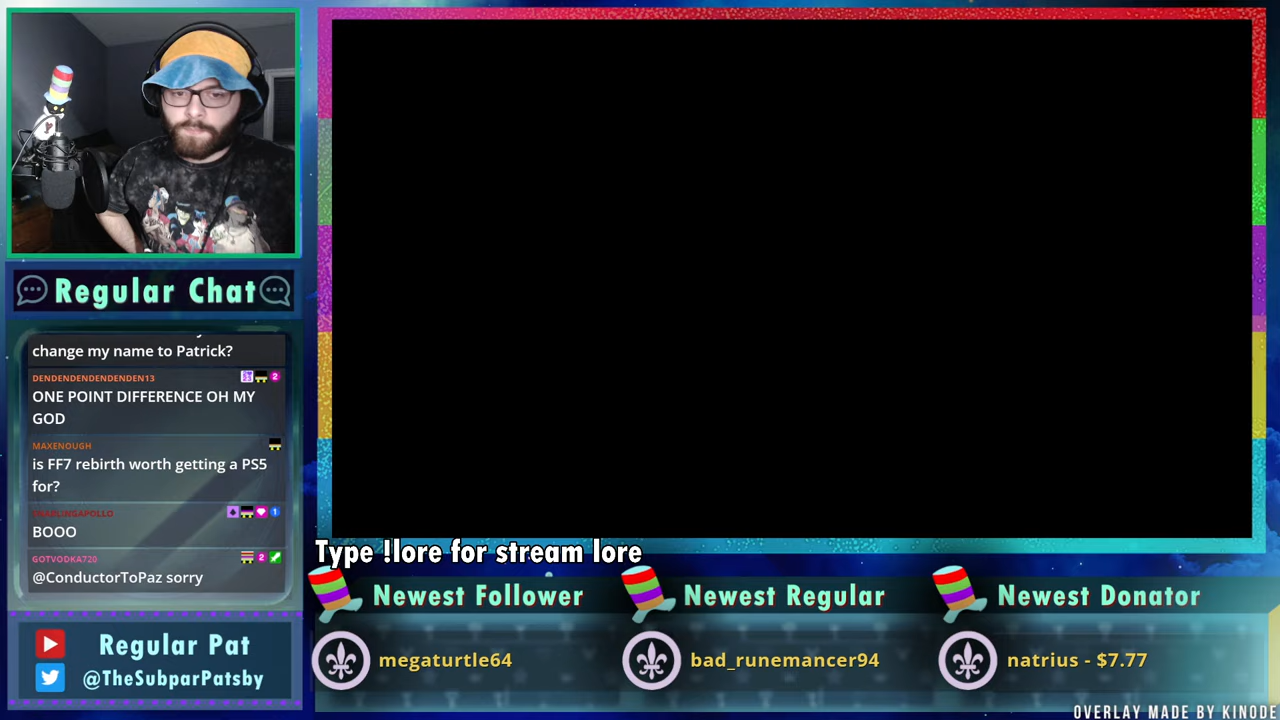 Regular Chat
change my name to Patrick?
DENDENDENDENDENDEN13
ONE POINT DIFFERENCE OH MY
GOD
MAXENOUGH
is FF7 rebirth worth getting a PS5
for?
BOOO
GOTVODKA720
@ConductorToPaz sorry
Regular Pat
@TheSubparPatsby
Type !lore for stream lore
Newest Follower
megaturtle64
Newest Regular
bad_runemancer94
Newest Donator
natrius - $7.77
OVERLAY MADE BY KINODE